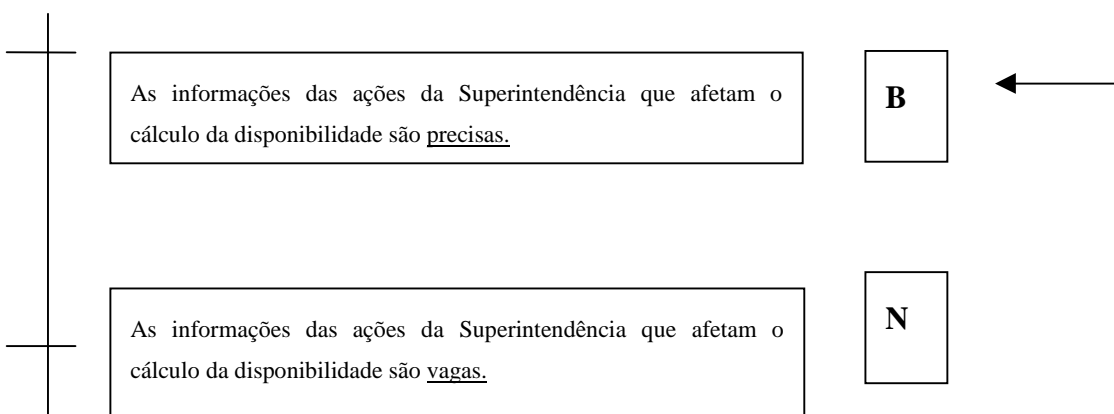 As informações das ações da Superintendência que afetam o
cálculo da disponibilidade são precisas.
B
As informações das ações da Superintendência que afetam o
cálculo da disponibilidade são vagas.
N